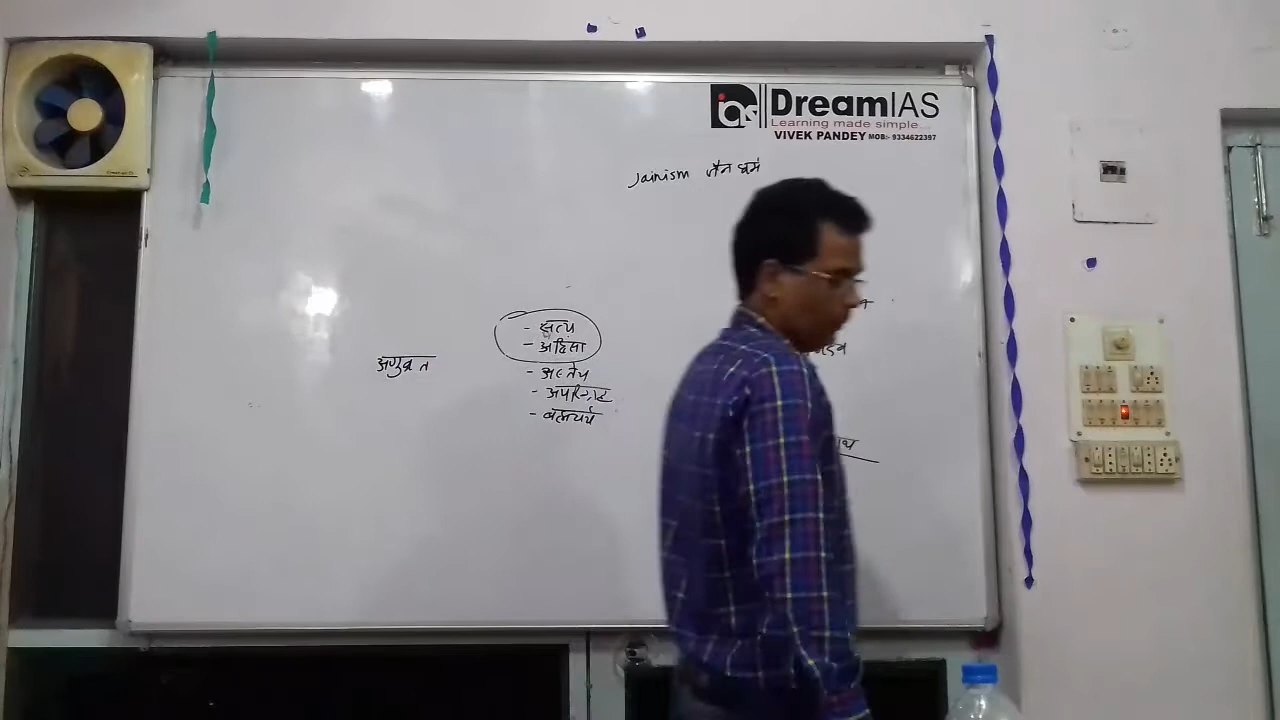 ias DreamIAS
Learning made simple...
VIVEK PANDEY MOB:- 9334622397
Jainism जैन धर्म
- सत्य
- अहिंसा
अणुव्रत
- अस्तेय
- अपरिग्रह
- ब्रह्मचर्य